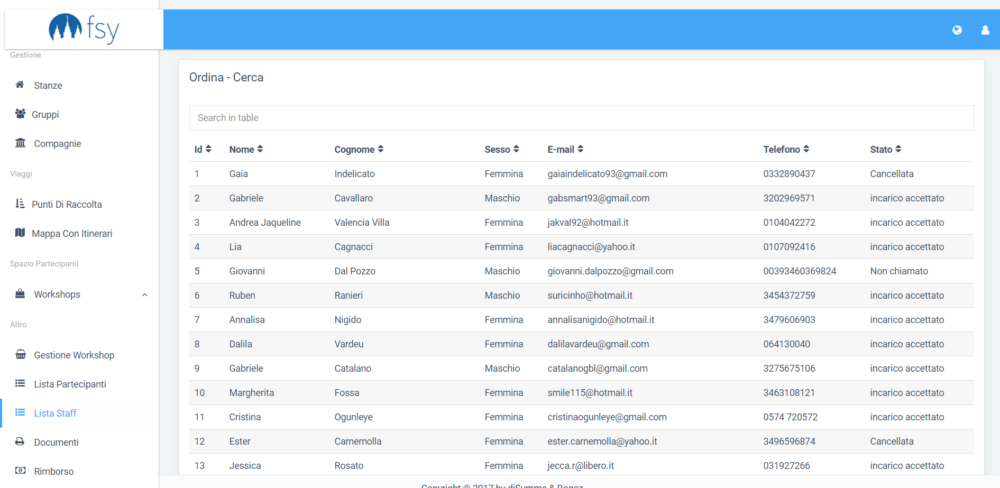 fsy
Gestione
Stanze
Gruppi
Compagnie
Viaggi
Punti Di Raccolta
Mappa Con Itinerari
Spazio Partecipanti
Workshops
Altro
Gestione Workshop
Lista Partecipanti
Lista Staff
Documenti
Rimborso
Ordina - Cerca
Search in table
Id Nome Cognome Sesso E-mail Telefono Stato
1 Gaia Indelicato Femmina gaiaindelicato93@gmail.com 0332890437 Cancellata
2 Gabriele Cavallaro Maschio gabsmart93@gmail.com 3202969571 incarico accettato
3 Andrea Jaqueline Valencia Villa Femmina jakval92@hotmail.it 0104042272 incarico accettato
4 Lia Cagnacci Femmina liacagnacci@yahoo.it 0107092416 incarico accettato
5 Giovanni Dal Pozzo Maschio giovanni.dalpozzo@gmail.com 00393460369824 Non chiamato
6 Ruben Ranieri Maschio suricinho@hotmail.it 3454372759 incarico accettato
7 Annalisa Nigido Femmina annalisanigido@hotmail.it 3479606903 incarico accettato
8 Dalila Vardeu Femmina dalilavardeu@gmail.com 064130040 incarico accettato
9 Gabriele Catalano Maschio catalanogbl@gmail.com 3275675106 incarico accettato
10 Margherita Fossa Femmina smile115@hotmail.it 3463108121 incarico accettato
11 Cristina Ogunleye Femmina cristinaogunleye@gmail.com 0574 720572 incarico accettato
12 Ester Carnemolla Femmina ester.carnemolla@yahoo.it 3496596874 Cancellata
13 Jessica Rosato Femmina jecca.r@libero.it 031927266 incarico accettato
Copyright © 2017 by diSumma & Rogez